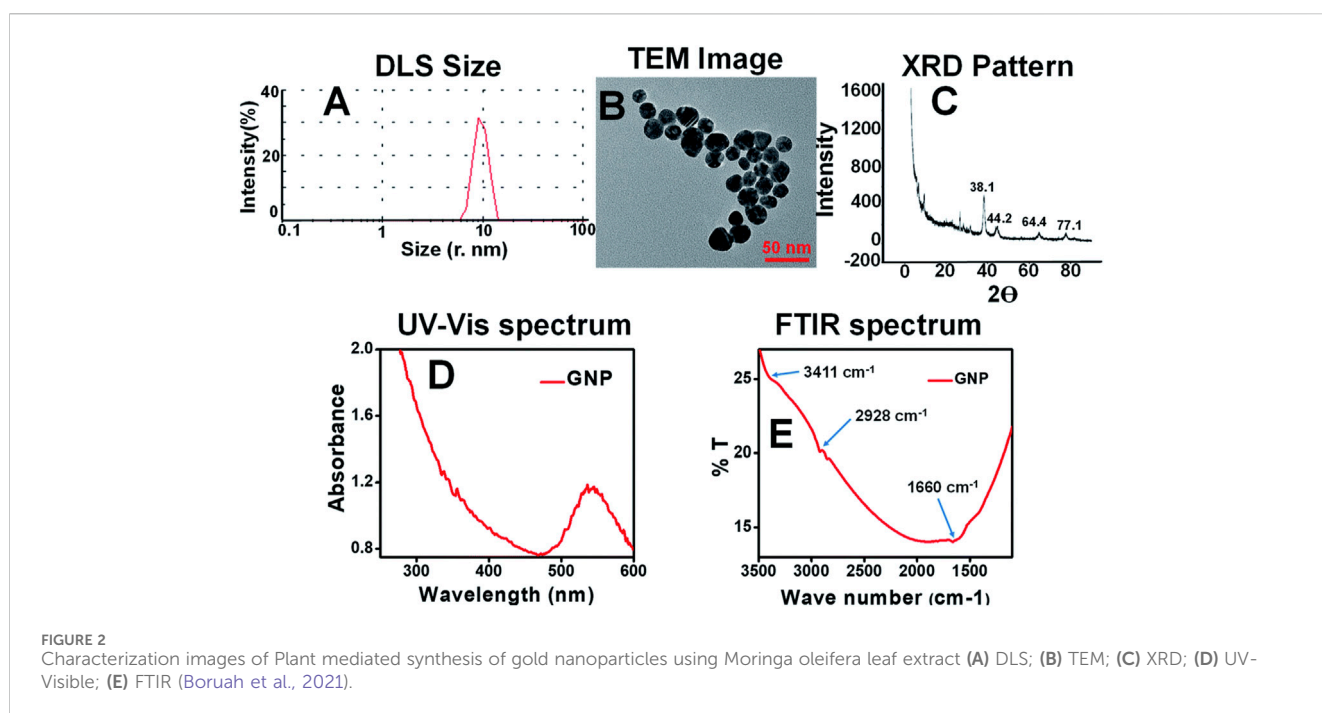 DLS Size
A
Intensity(%)
40
20
0
0.1 1 10 100
Size (r. nm)
TEM Image
B
50 nm
XRD Pattern
C
Intensity
1600
1200
800
400
0
-200
38.1
44.2
64.4
77.1
0 20 40 60 80
2Θ
UV-Vis spectrum
D
GNP
Absorbance
2.0
1.6
1.2
0.8
300 400 500 600
Wavelength (nm)
FTIR spectrum
E
GNP
% T
25
20
15
3411 cm⁻¹
2928 cm⁻¹
1660 cm⁻¹
3500 3000 2500 2000 1500
Wave number (cm-1)
FIGURE 2
Characterization images of Plant mediated synthesis of gold nanoparticles using Moringa oleifera leaf extract (A) DLS; (B) TEM; (C) XRD; (D) UV-
Visible; (E) FTIR (Boruah et al., 2021).